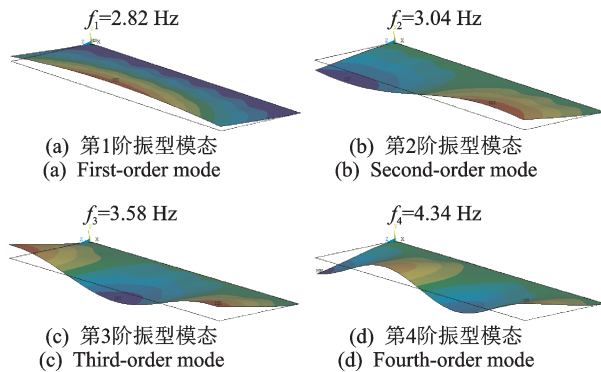 f₁=2.82 Hz
f₂=3.04 Hz
(a) 第1阶振型模态
(a) First-order mode
(b) 第2阶振型模态
(b) Second-order mode
f₃=3.58 Hz
f₄=4.34 Hz
(c) 第3阶振型模态
(c) Third-order mode
(d) 第4阶振型模态
(d) Fourth-order mode